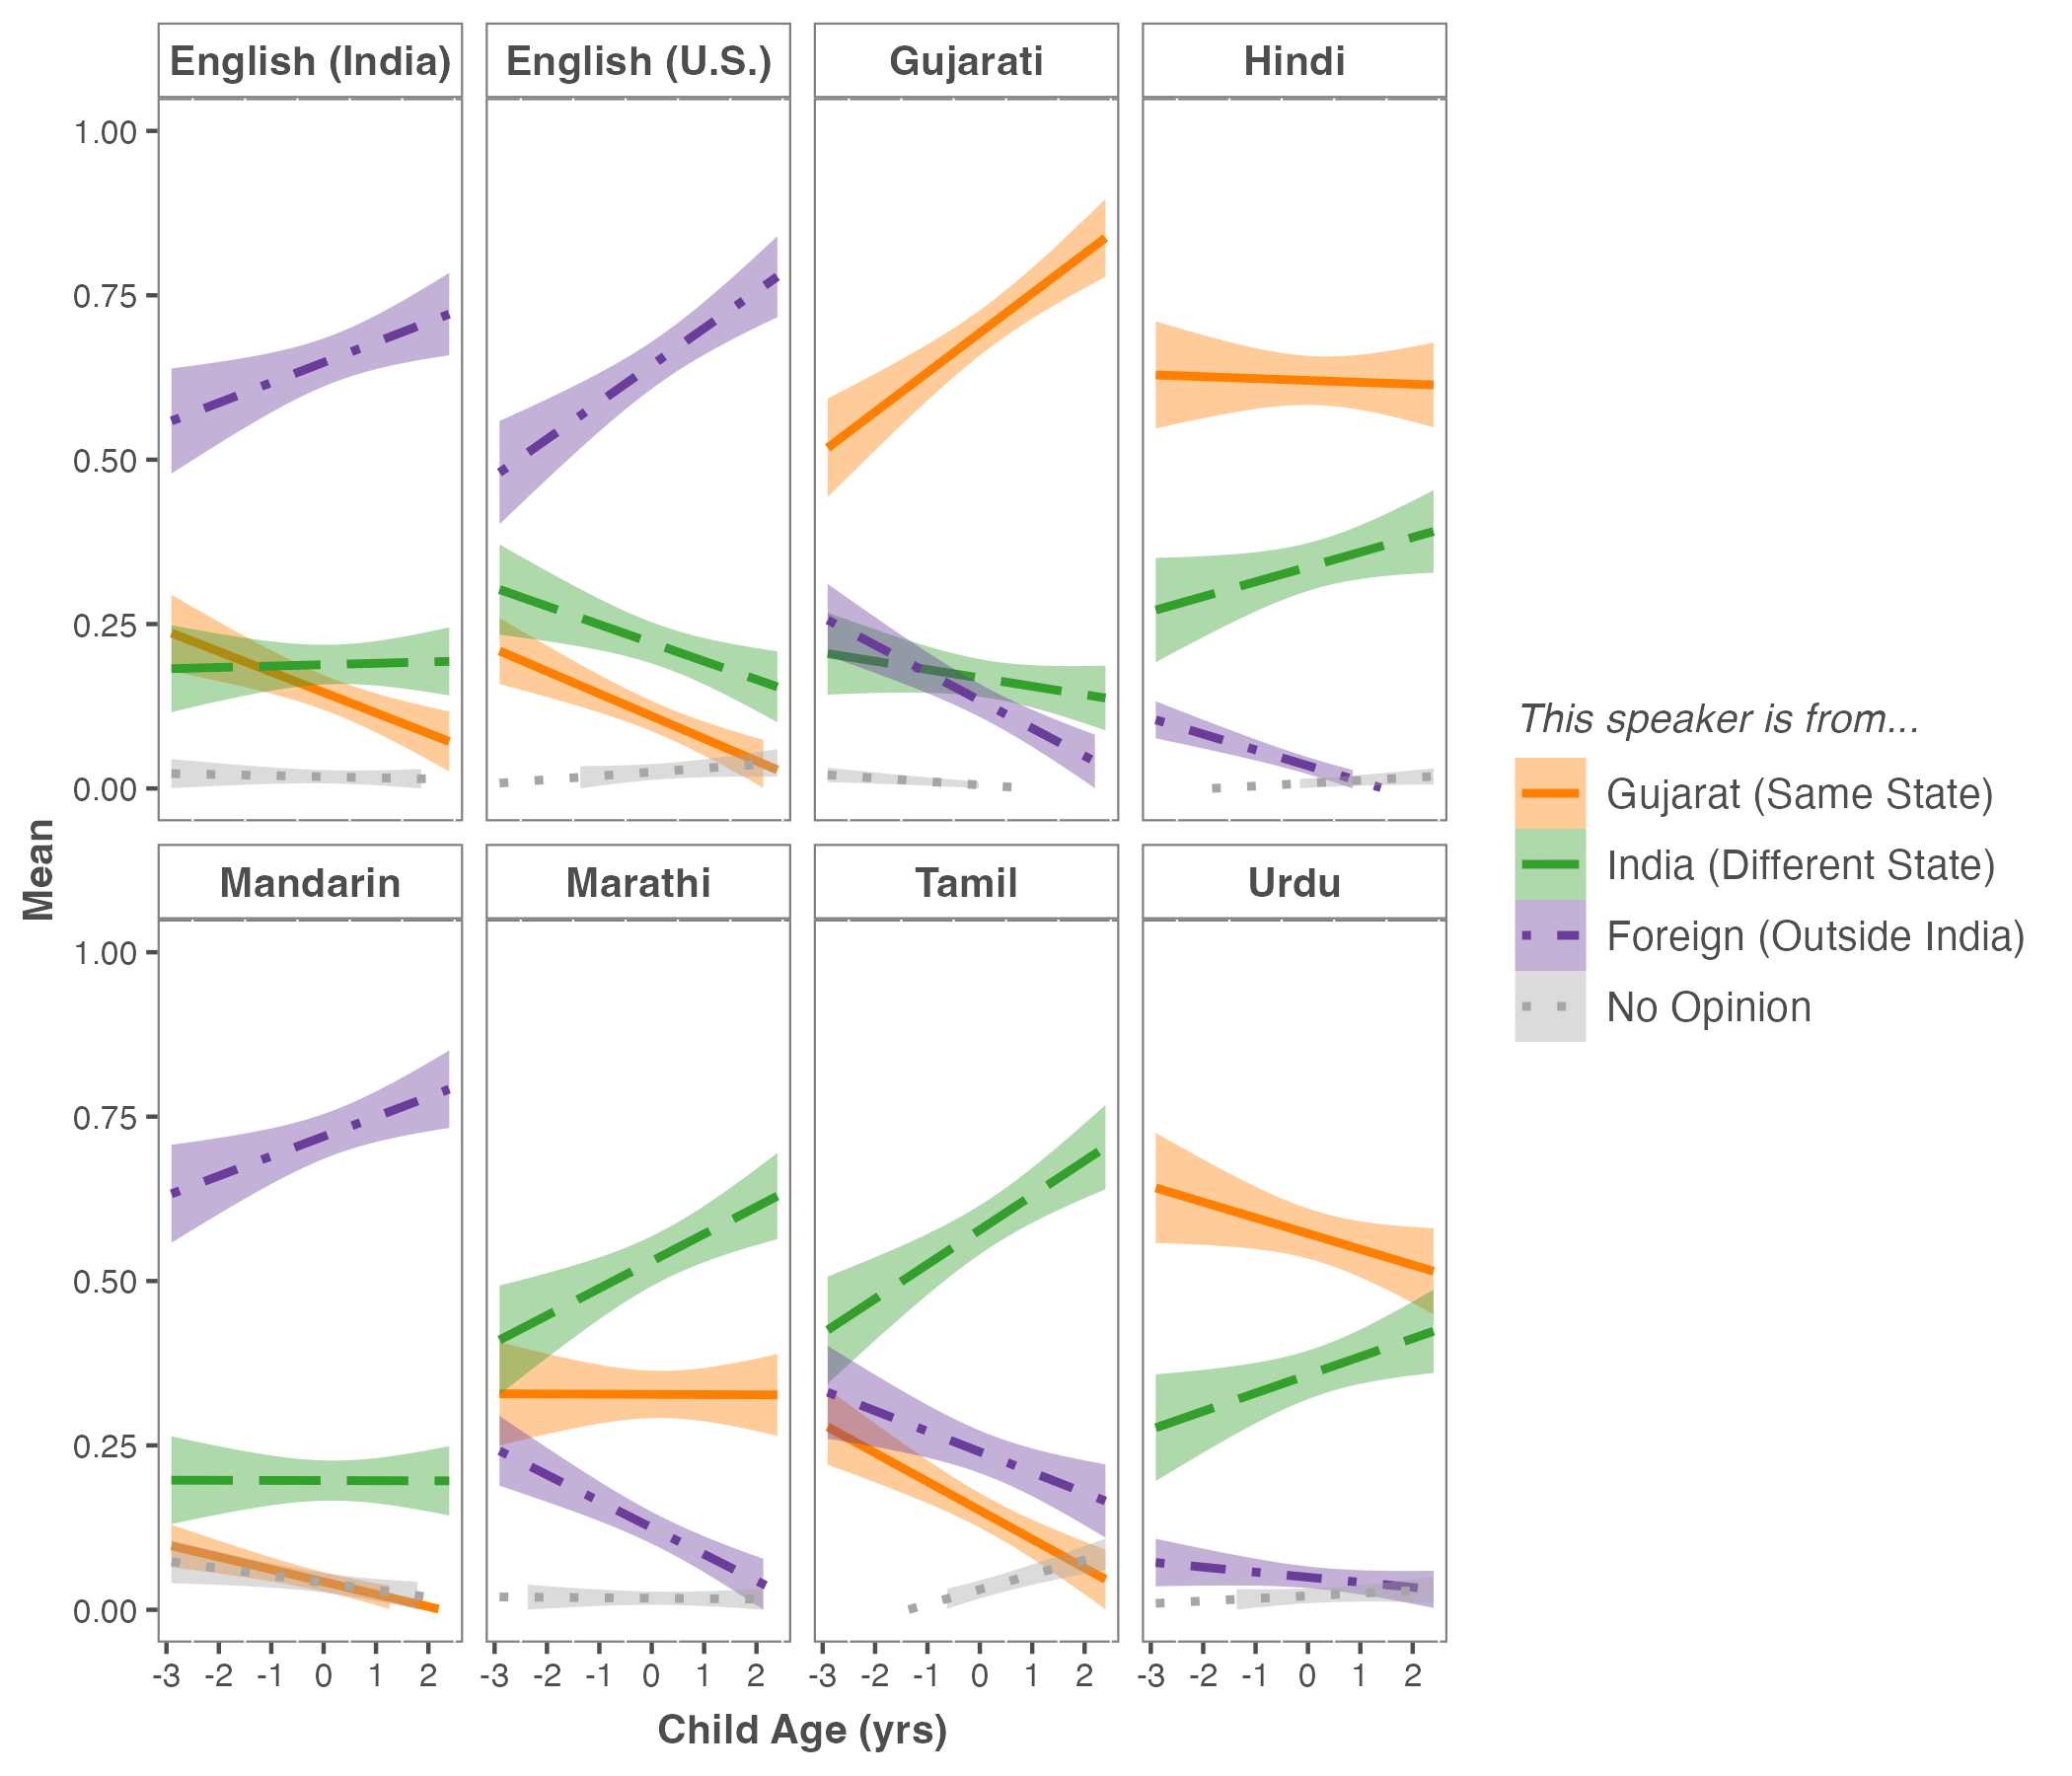 English (India) English (U.S.) Gujarati Hindi
1.00
0.75
0.50
0.25
0.00
Mandarin Marathi Tamil Urdu
1.00
0.75
0.50
0.25
0.00
-3 -2 -1 0 1 2 -3 -2 -1 0 1 2 -3 -2 -1 0 1 2 -3 -2 -1 0 1 2
Child Age (yrs)
Mean
This speaker is from...
Gujarat (Same State)
India (Different State)
Foreign (Outside India)
No Opinion